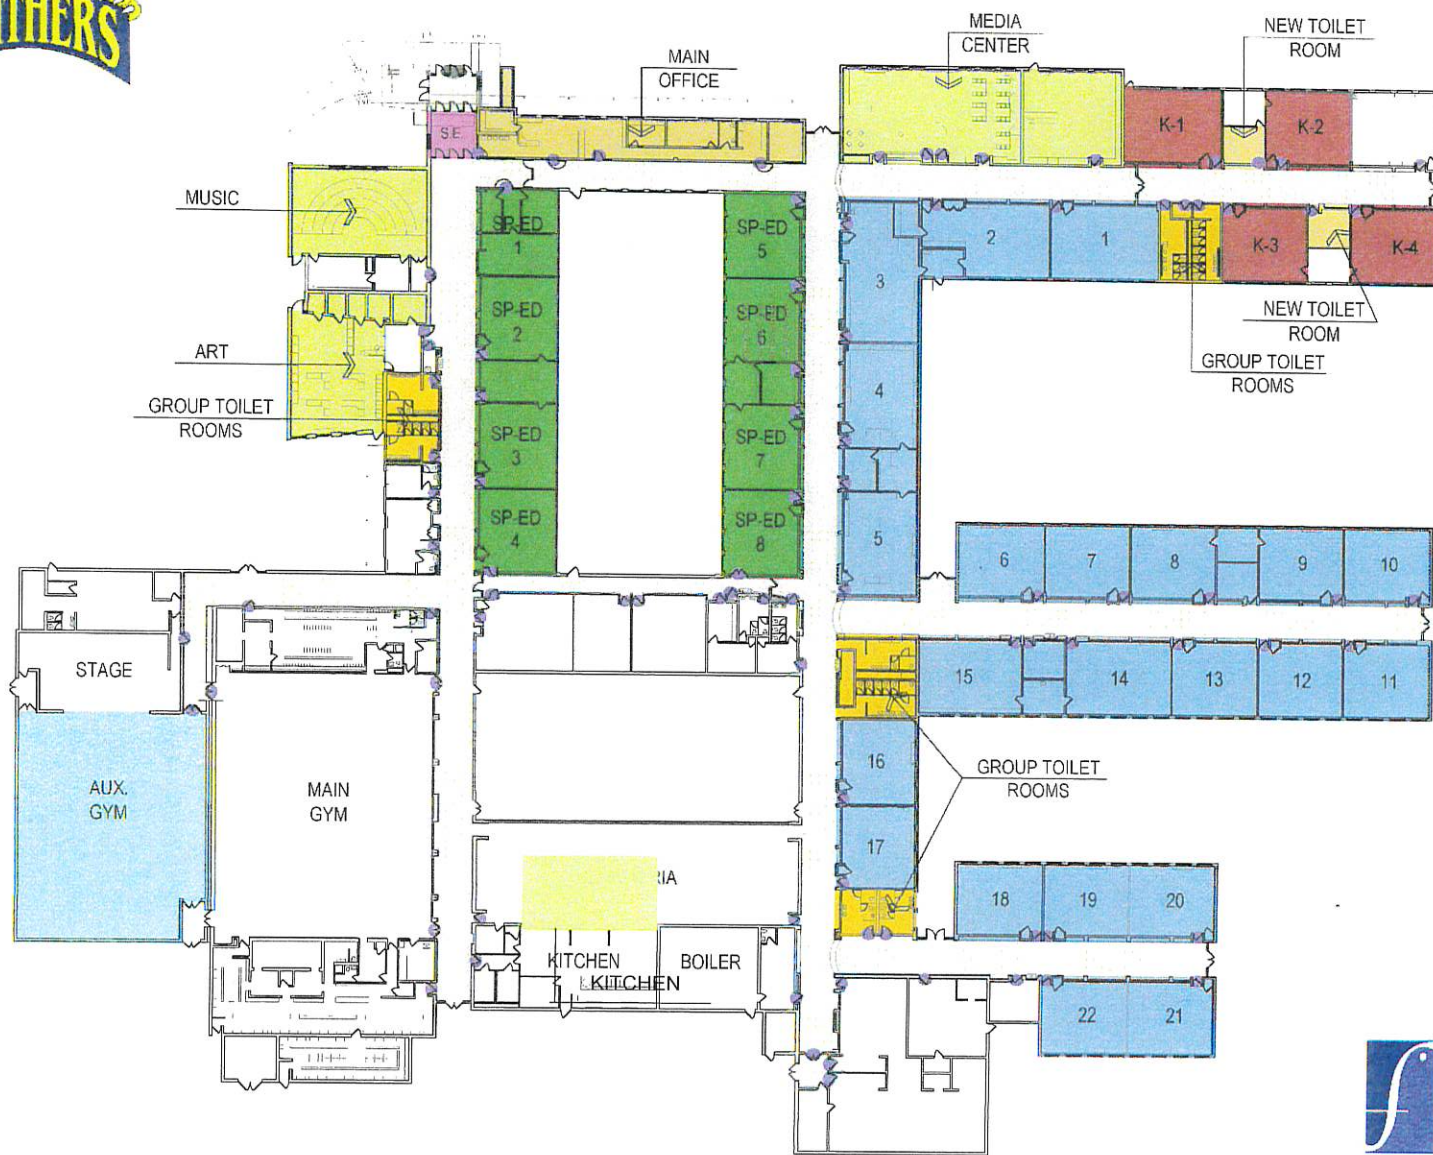 THERS
MAIN
OFFICE
MEDIA
CENTER
NEW TOILET
ROOM
S.E.
K-1
K-2
MUSIC
SP-ED
1
SP-ED
5
3
2
1
K-3
K-4
SP-ED
2
SP-ED
6
NEW TOILET
ROOM
ART
4
GROUP TOILET
ROOMS
GROUP TOILET
ROOMS
SP-ED
3
SP-ED
7
SP-ED
4
SP-ED
8
5
6
7
8
9
10
STAGE
15
14
13
12
11
AUX.
GYM
MAIN
GYM
16
GROUP TOILET
ROOMS
17
RIA
18
19
20
KITCHEN
KITCHEN
BOILER
22
21